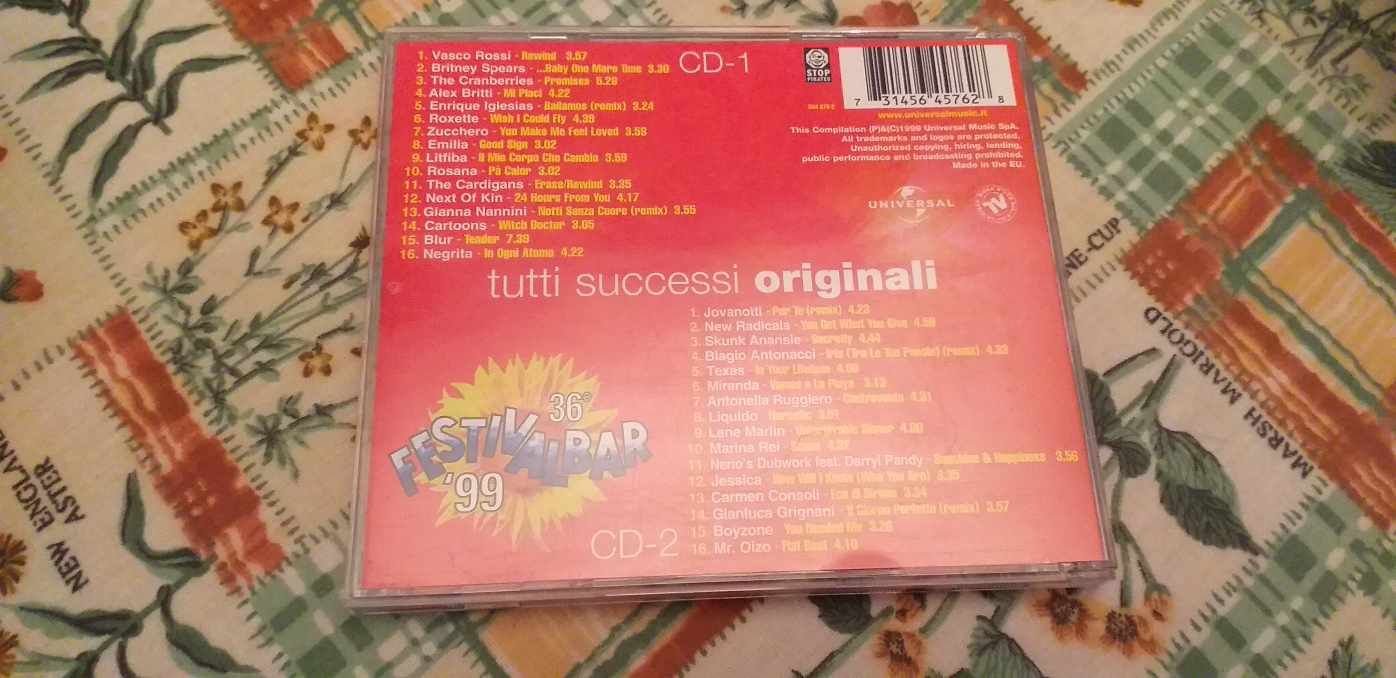 1. Vasco Rossi - Rewind 3.57
2. Britney Spears - ...Baby One More Time 3.30
3. The Cranberries - Promises 5.28
4. Alex Britti - Mi Piaci 4.22
5. Enrique Iglesias - Bailamos (remix) 3.24
6. Roxette - Wish I Could Fly 4.39
7. Zucchero - You Make Me Feel Loved 3.58
8. Emilia - Good Sign 3.02
9. Litfiba - Il Mio Corpo Che Cambia 3.59
10. Rosana - Pa Calor 3.02
11. The Cardigans - Erase/Rewind 3.35
12. Next Of Kin - 24 Hours From You 4.17
13. Gianna Nannini - Notti Senza Cuore (remix) 3.55
14. Cartoons - Witch Doctor 3.05
15. Blur - Tender 7.39
16. Negrita - In Ogni Atomo 4.22
CD-1
STOP
PIRATES
7 31456 45762 8
www.universalmusic.it
This Compilation (P)&(C)1999 Universal Music SpA.
All trademarks and logos are protected.
Unauthorized copying, hiring, lending,
public performance and broadcasting prohibited.
Made in the EU.
UNIVERSAL
TV
tutti successi originali
1. Jovanotti - Per Te (remix) 4.23
2. New Radicals - You Get What You Give 4.58
3. Skunk Anansie - Secretly 4.44
4. Biagio Antonacci - Iris (Tra Le Tue Poesie) (remix) 4.33
5. Texas - In Your Lifetime
6. Miranda - Vamos a La Playa 3.13
7. Antonella Ruggiero -
8. Liquido - Narcotic
9. Lene Marlin - Unforgivable Sinner
10. Marina Rei -
11. Nerio's Dubwork feat. Darryl Pandy - Sunshine & Happiness 3.56
12. Jessica - How Will I Know (Who You Are)
13. Carmen Consoli - Eco di Sirene 3.34
14. Gianluca Grignani - Il Giorno Perfetto (remix) 3.57
15. Boyzone - You Needed Me 3.26
16. Mr. Oizo - Flat Beat 4.10
CD-2
36°
FESTIVALBAR
'99
NEW ENGLAND
ASTER
MARSH MARIGOLD